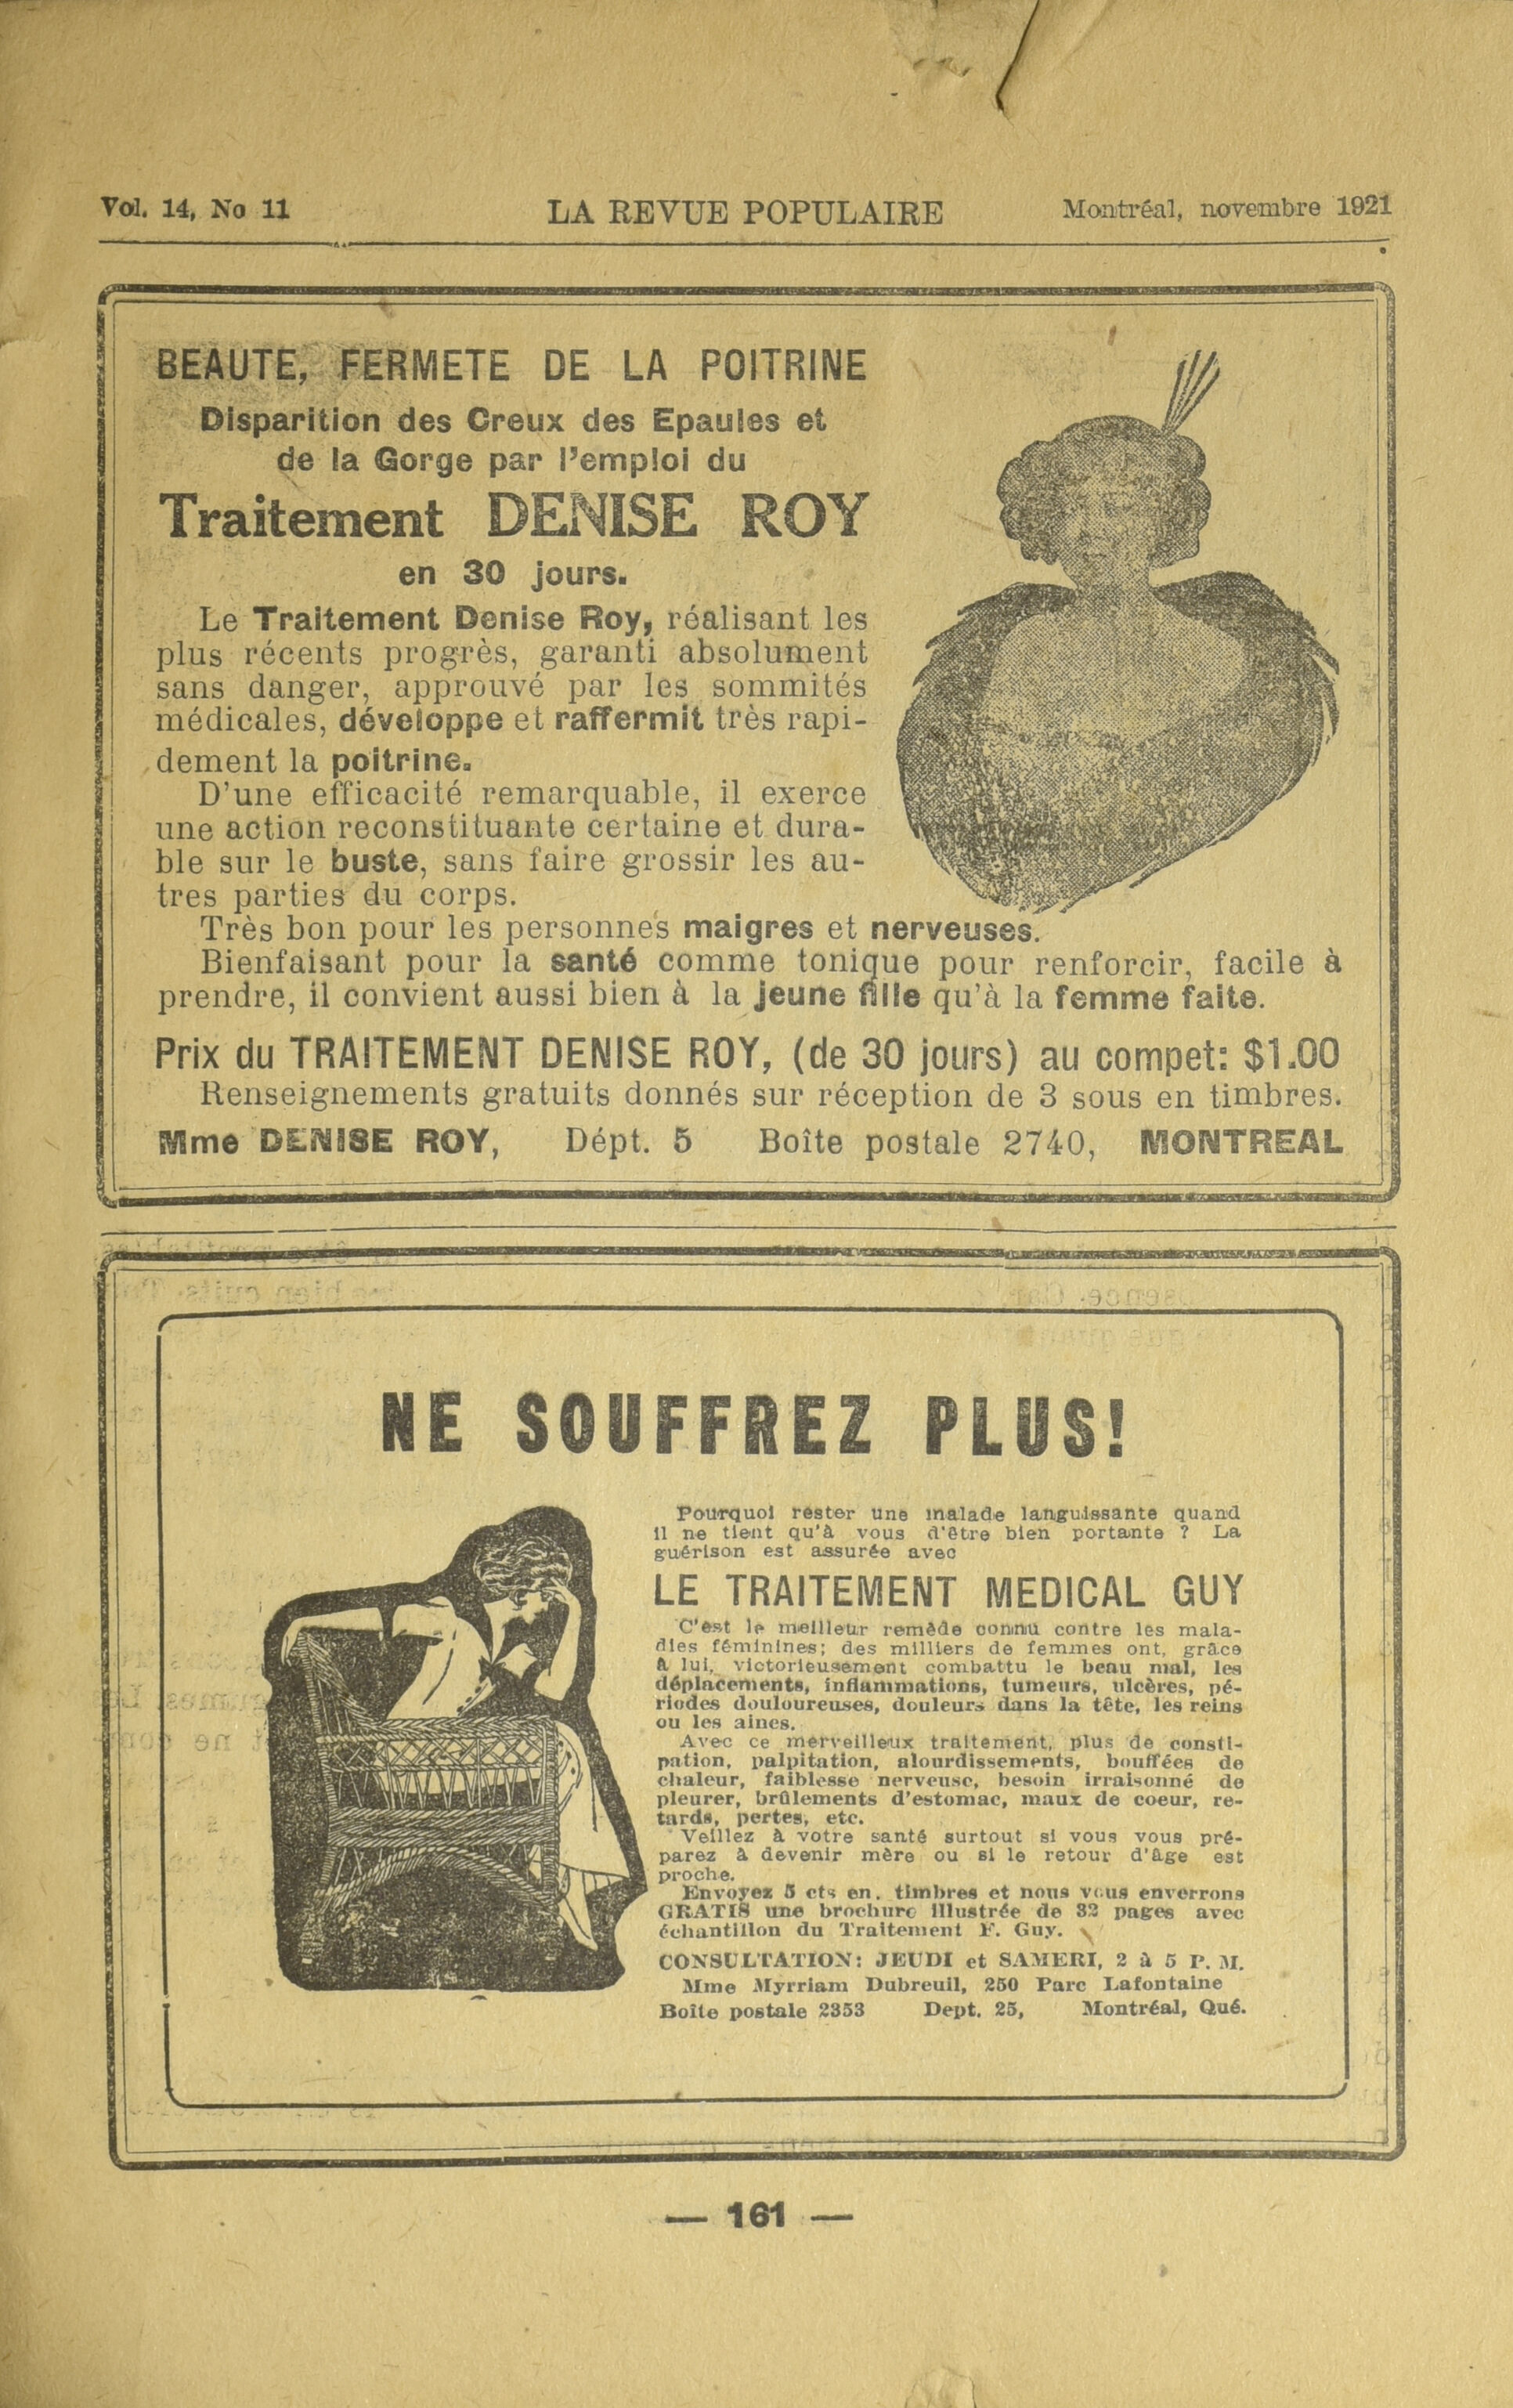 Vol. 14, No 11 LA REVUE POPULAIRE Montréal, novembre 1921
BEAUTE, FERMETE DE LA POITRINE
Disparition des Creux des Epaules et
de la Gorge par l'emploi du
Traitement DENISE ROY
en 30 jours.
Le Traitement Denise Roy, réalisant les
plus récents progrès, garanti absolument
sans danger, approuvé par les sommités
médicales, développe et raffermit très rapi-
dement la poitrine.
D'une efficacité remarquable, il exerce
une action reconstituante certaine et dura-
ble sur le buste, sans faire grossir les au-
tres parties du corps.
Très bon pour les personnes maigres et nerveuses.
Bienfaisant pour la santé comme tonique pour renforcir, facile à
prendre, il convient aussi bien à la jeune fille qu'à la femme faite.
Prix du TRAITEMENT DENISE ROY, (de 30 jours) au compet: $1.00
Renseignements gratuits donnés sur réception de 3 sous en timbres.
Mme DENISE ROY, Dépt. 5 Boîte postale 2740, MONTREAL
NE SOUFFREZ PLUS!
Pourquoi rester une malade languissante quand
il ne tient qu'à vous d'être bien portante ? La
guérison est assurée avec
LE TRAITEMENT MEDICAL GUY
C'est le meilleur remède connu contre les mala-
dies féminines; des milliers de femmes ont, grâce
à lui, victorieusement combattu le beau mal, les
déplacements, inflammations, tumeurs, ulcères, pé-
riodes douloureuses, douleurs dans la tête, les reins
ou les aines.
Avec ce merveilleux traitement, plus de consti-
pation, palpitation, alourdissements, bouffées de
chaleur, faiblesse nerveuse, besoin irraisonné de
pleurer, brûlements d'estomac, maux de coeur, re-
tards, pertes, etc.
Veillez à votre santé surtout si vous vous pré-
parez à devenir mère ou si le retour d'âge est
proche.
Envoyez 5 cts en. timbres et nous vous enverrons
GRATIS une brochure illustrée de 32 pages avec
échantillon du Traitement F. Guy.
CONSULTATION: JEUDI et SAMERI, 2 à 5 P. M.
Mme Myrriam Dubreuil, 250 Parc Lafontaine
Boîte postale 2353 Dept. 25, Montréal, Qué.
— 161 —